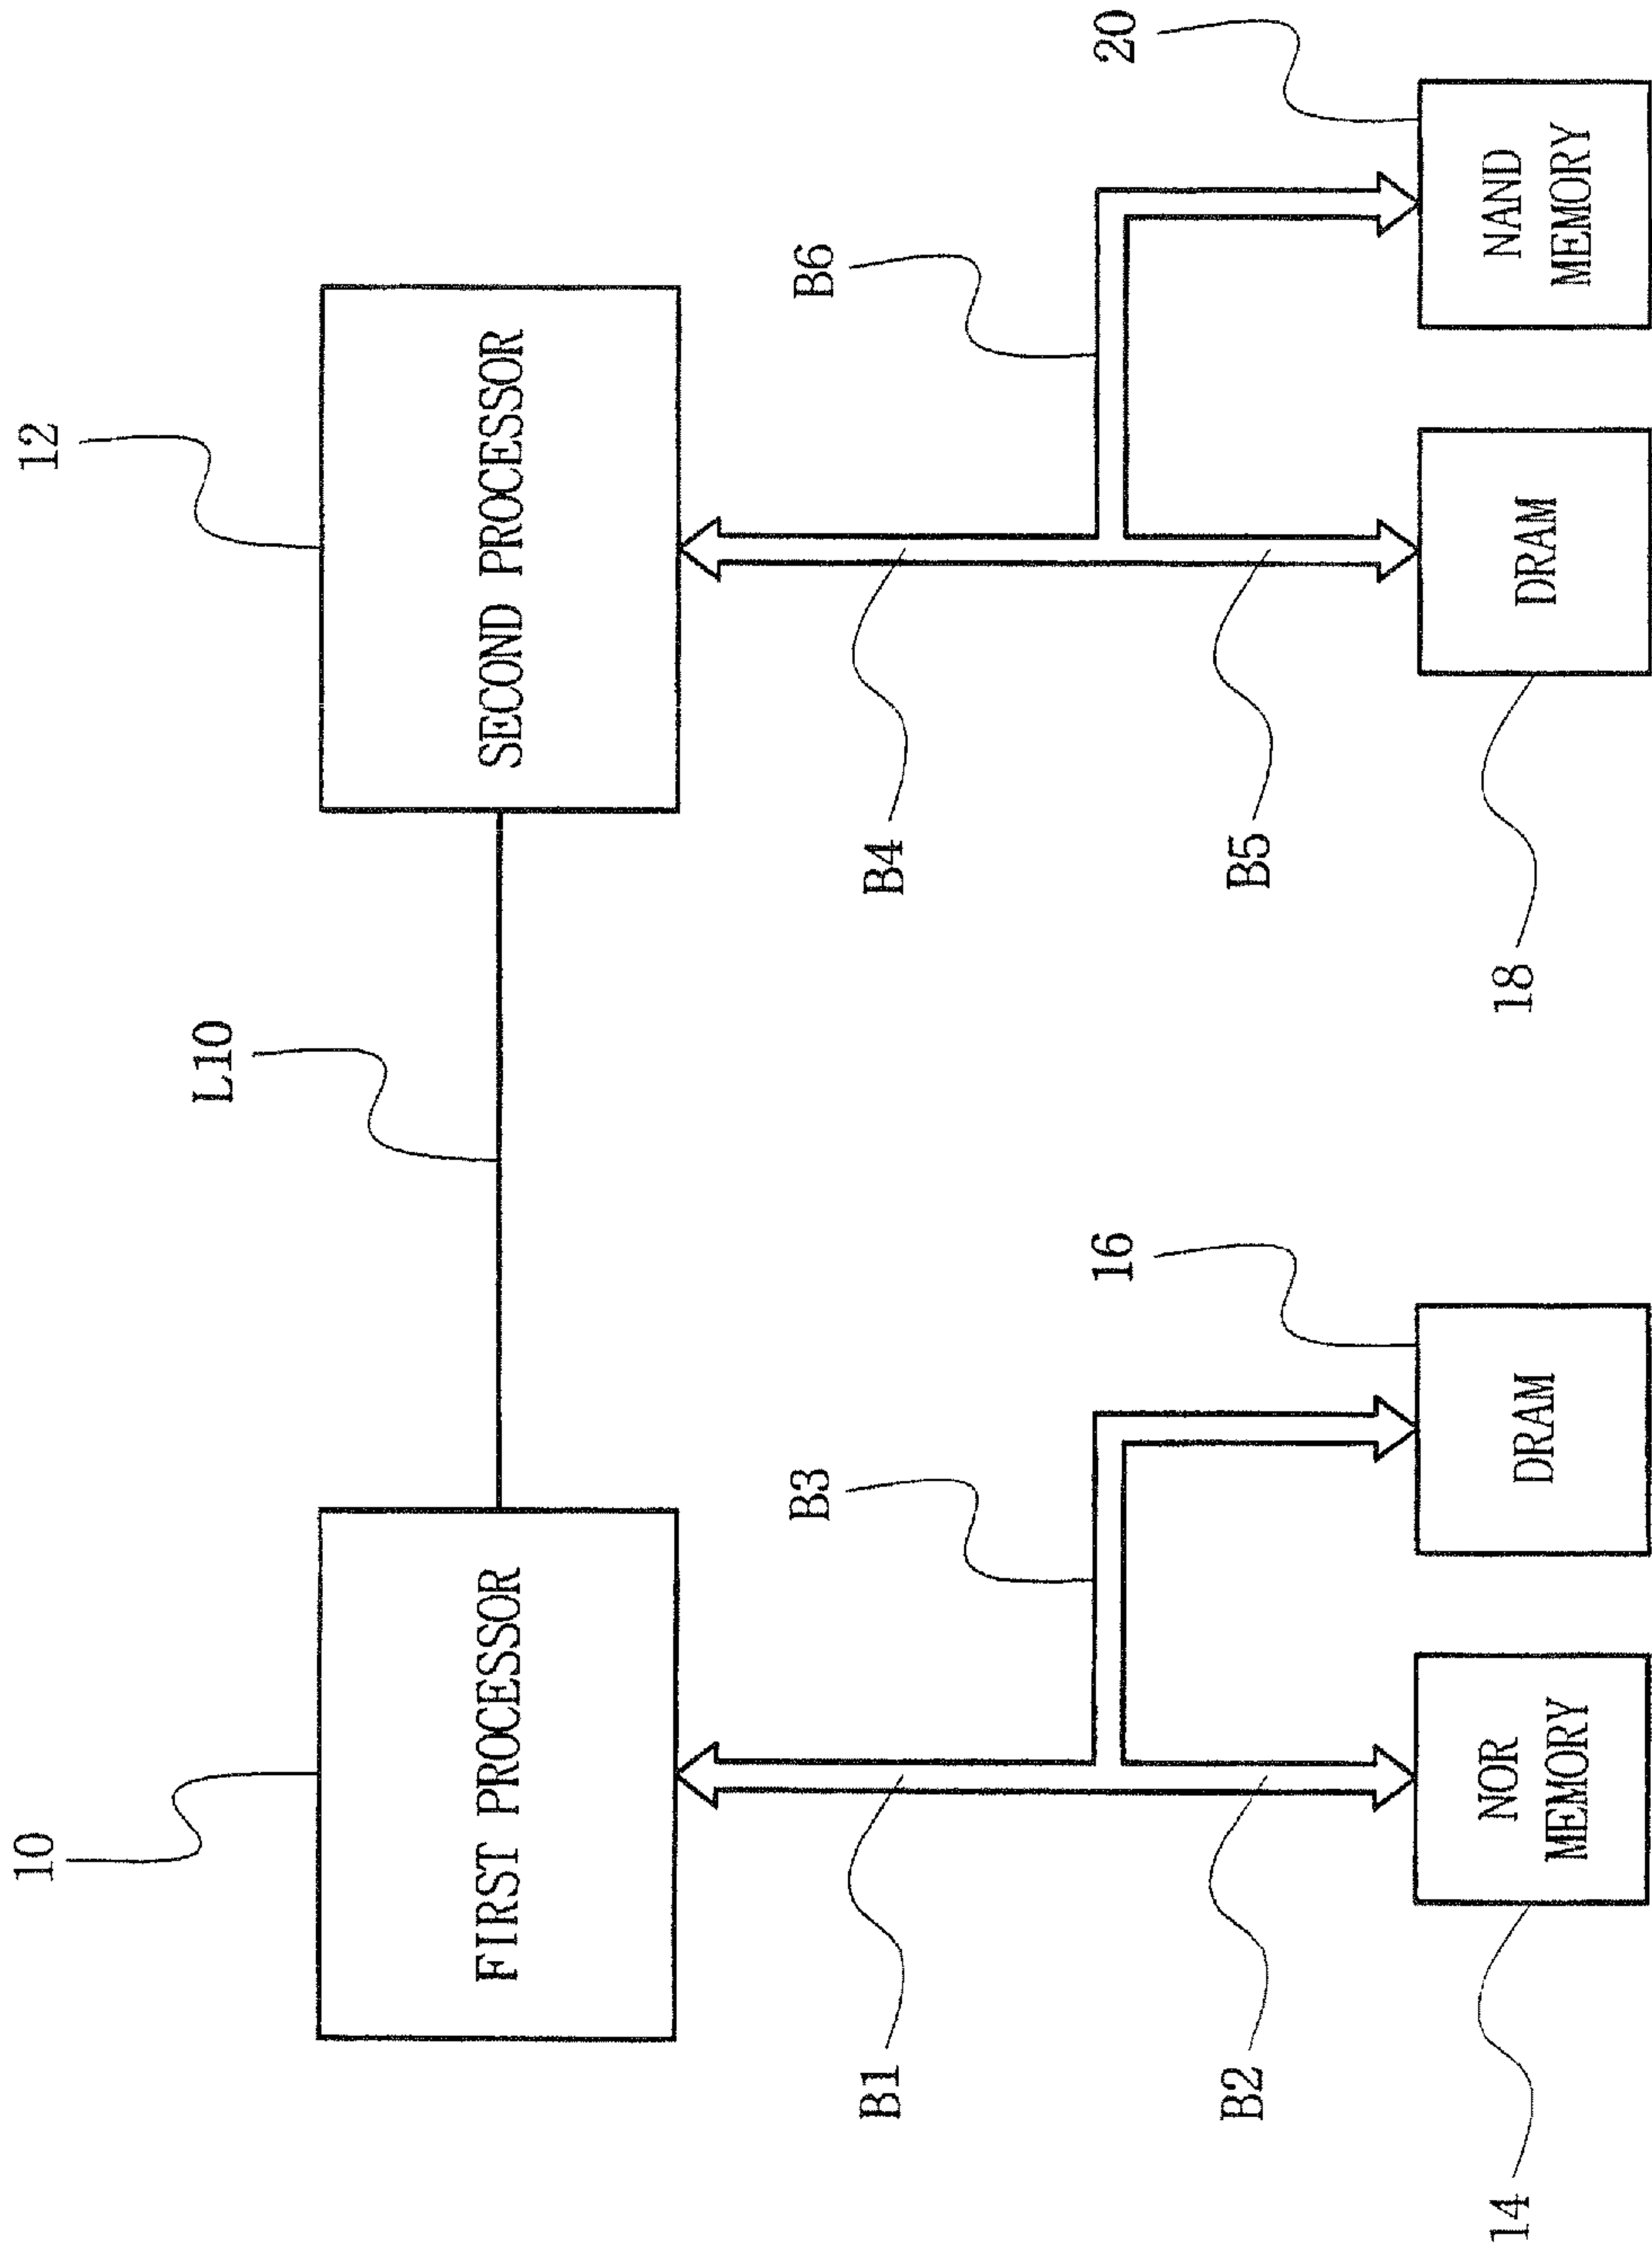 10
L10
12
FIRST PROCESSOR
SECOND PROCESSOR
B1
B3
B4
B6
B2
16
B5
20
NOR
MEMORY
DRAM
DRAM
NAND
MEMORY
14
18